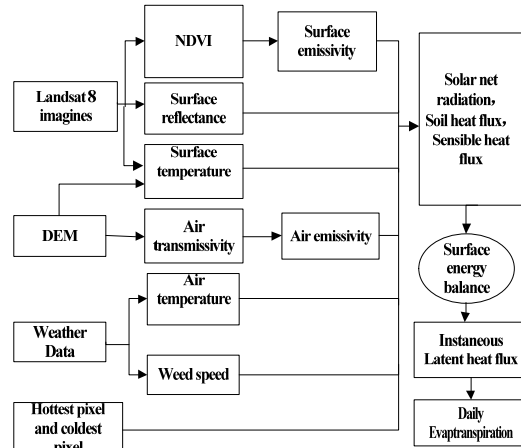 NDVI
Surface
emissivity
Landsat 8
imagines
Surface
reflectance
Surface
temperature
DEM
Air
transmissivity
Air emissivity
Air
temperature
Weather
Data
Weed speed
Hottest pixel
and coldest
pixel
Solar net
radiation,
Soil heat flux,
Sensible heat
flux
Surface
energy
balance
Instaneous
Latent heat flux
Daily
Evaptranspiration